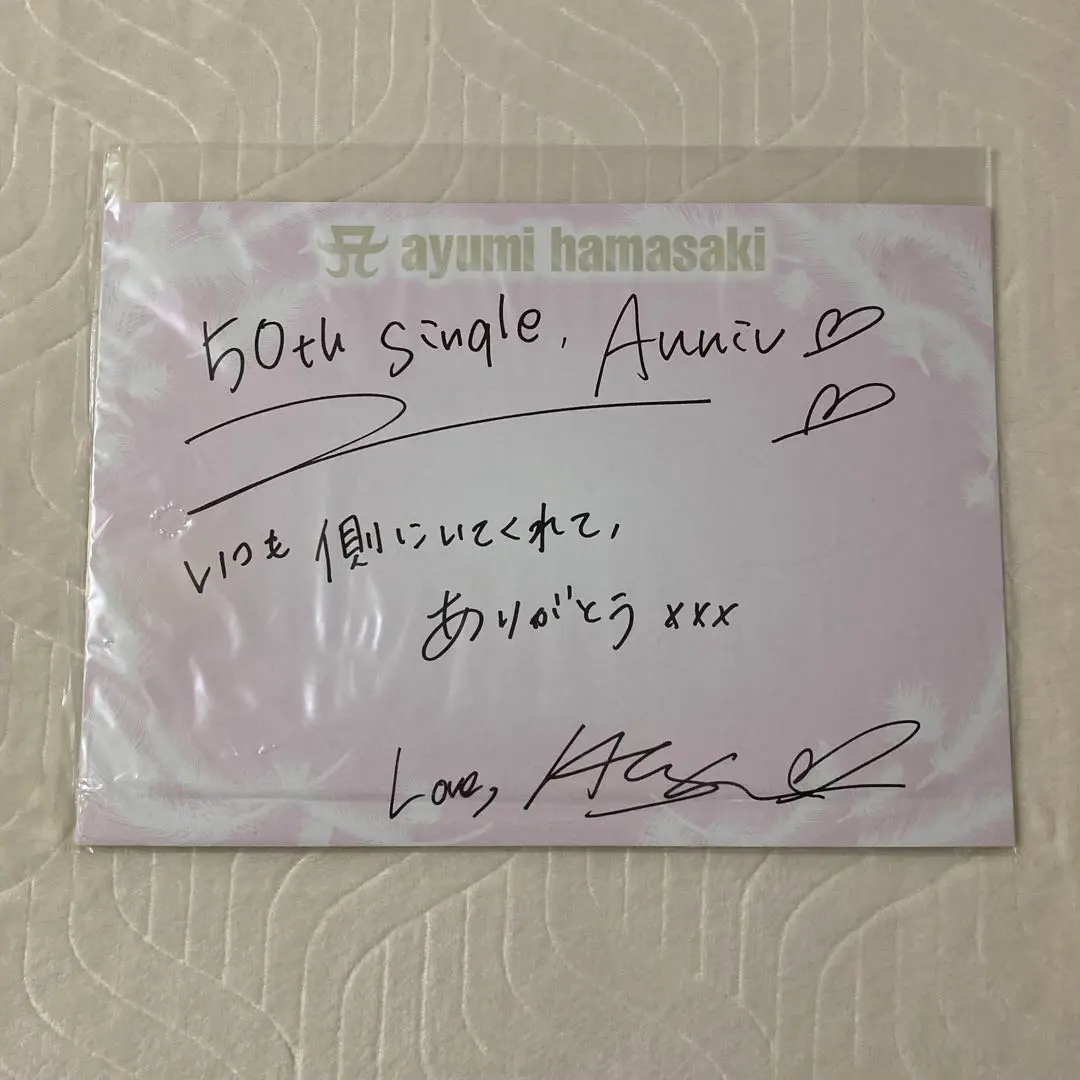 ayumi hamasaki
50th single, Anniv ♡
♡
いつも側にいてくれて,
ありがとう xxx
Love,